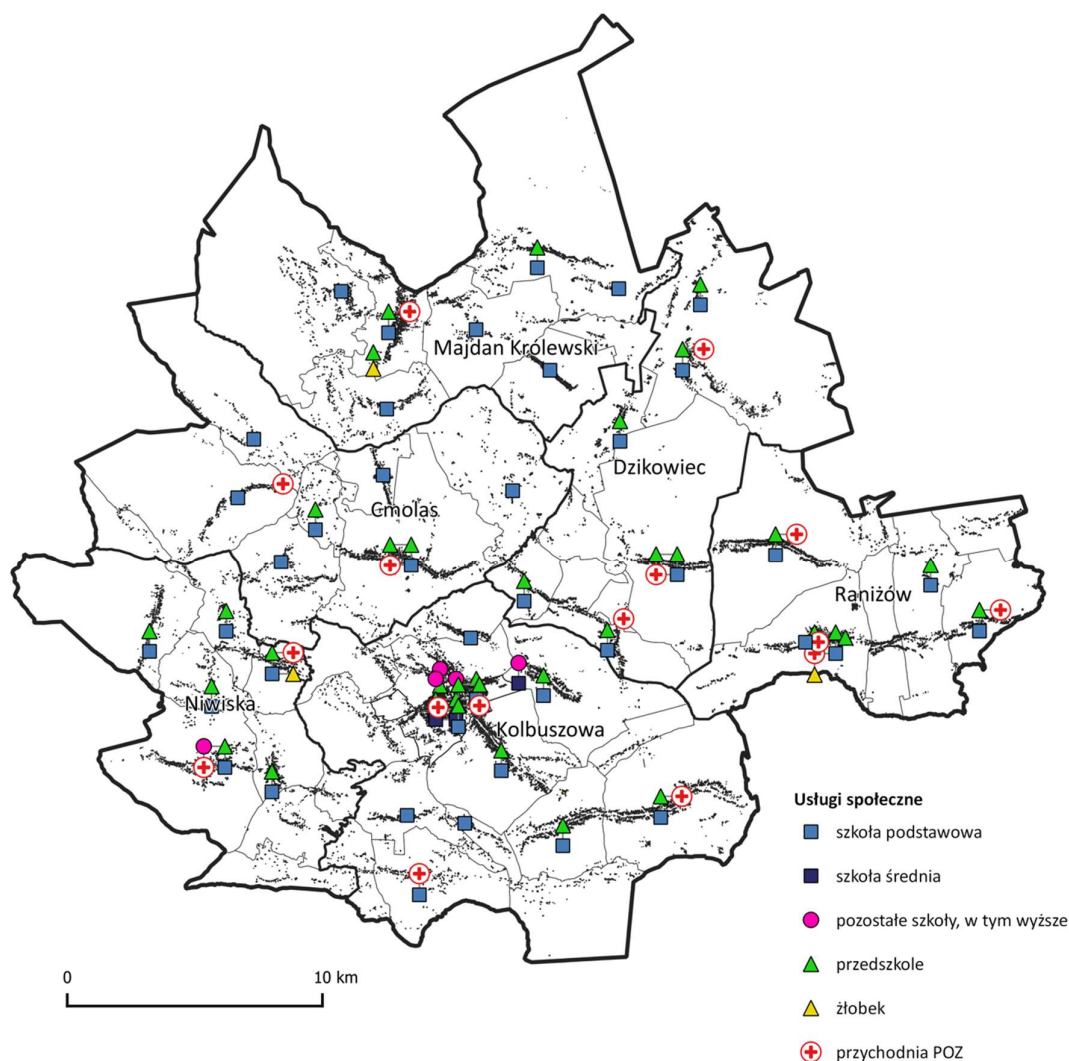 Majdan Królewski
Dzikowiec
Cmolas
Raniżów
Niwiska
Kolbuszowa
Usługi społeczne
szkoła podstawowa
szkoła średnia
pozostałe szkoły, w tym wyższe
przedszkole
żłobek
przychodnia POZ
0 10 km